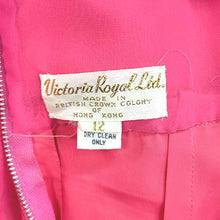 Victoria Royal Ltd.
MADE IN
BRITISH CROWN COLONY
OF
HONG KONG
12
DRY CLEAN
ONLY